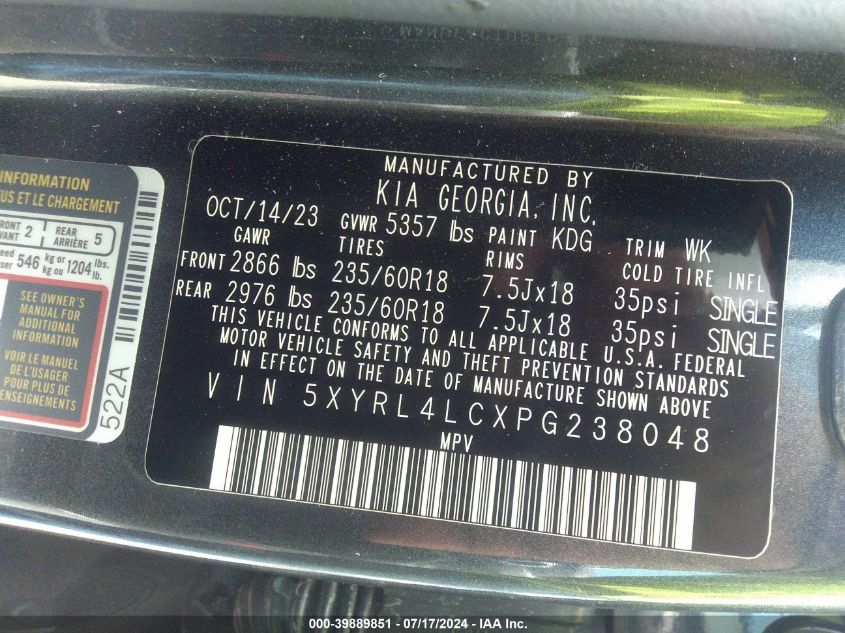 MANUFACTURED BY
KIA GEORGIA, INC.
OCT/14/23 GVWR 5357 lbs PAINT KDG TRIM WK
GAWR TIRES RIMS COLD TIRE INFL
FRONT 2866 lbs 235/60R18 7.5Jx18 35psi SINGLE
REAR 2976 lbs 235/60R18 7.5Jx18 35psi SINGLE
THIS VEHICLE CONFORMS TO ALL APPLICABLE U.S.A. FEDERAL
MOTOR VEHICLE SAFETY AND THEFT PREVENTION STANDARDS
IN EFFECT ON THE DATE OF MANUFACTURE SHOWN ABOVE
VIN 5XYRL4LCXPG238048
MPV
INFORMATION
ET LE CHARGEMENT
FRONT 2 REAR 5
ARRIÈRE
546 kg or 1204 lbs.
kg ou lb.
SEE OWNER'S
MANUAL FOR
ADDITIONAL
INFORMATION
VOIR LE MANUEL
DE L'USAGER
POUR PLUS DE
RENSEIGNEMENTS
522A
000-39889851 - 07/17/2024 - IAA Inc.